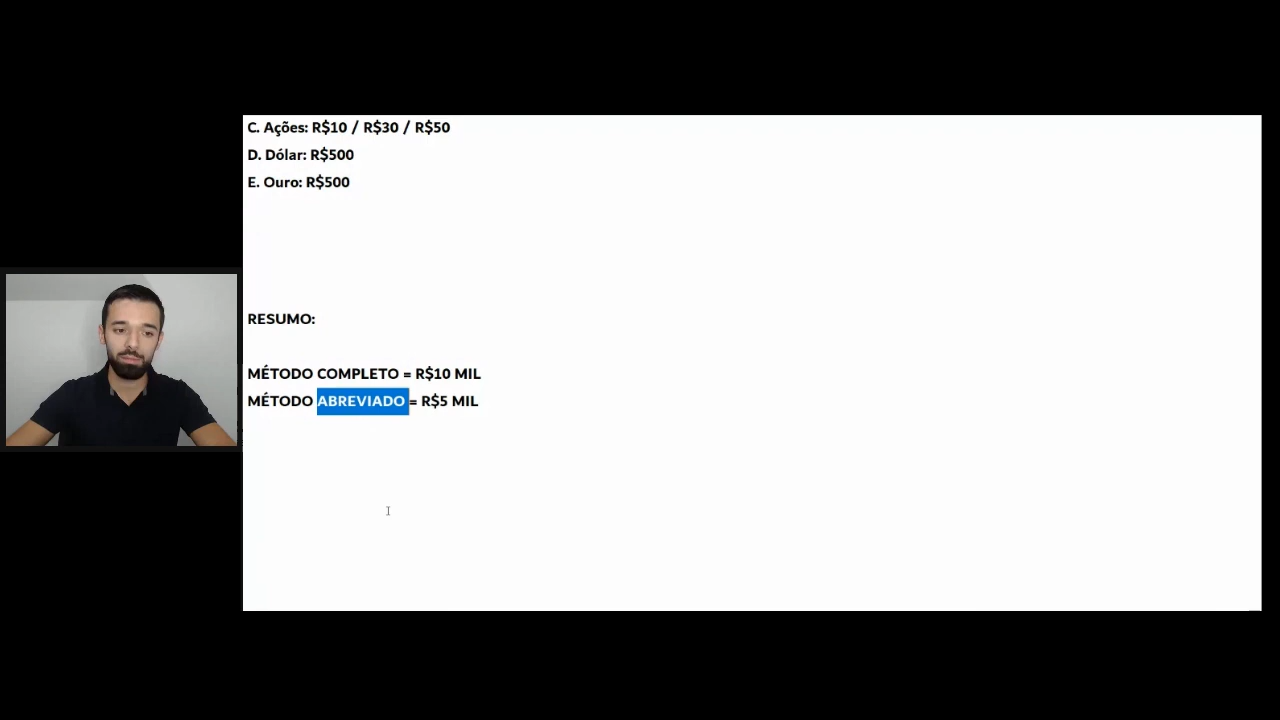 C. Ações: R$10 / R$30 / R$50
D. Dólar: R$500
E. Ouro: R$500
RESUMO:
MÉTODO COMPLETO = R$10 MIL
MÉTODO ABREVIADO = R$5 MIL